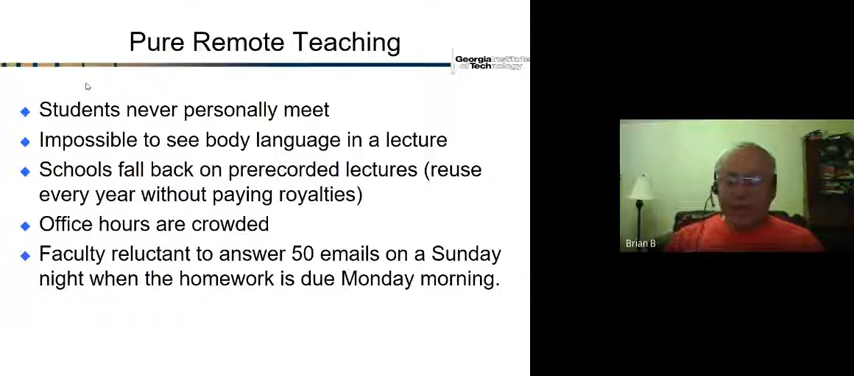 Pure Remote Teaching
Georgia Institute
of Technology
Students never personally meet
Impossible to see body language in a lecture
Schools fall back on prerecorded lectures (reuse
every year without paying royalties)
Office hours are crowded
Faculty reluctant to answer 50 emails on a Sunday
night when the homework is due Monday morning.
Brian B